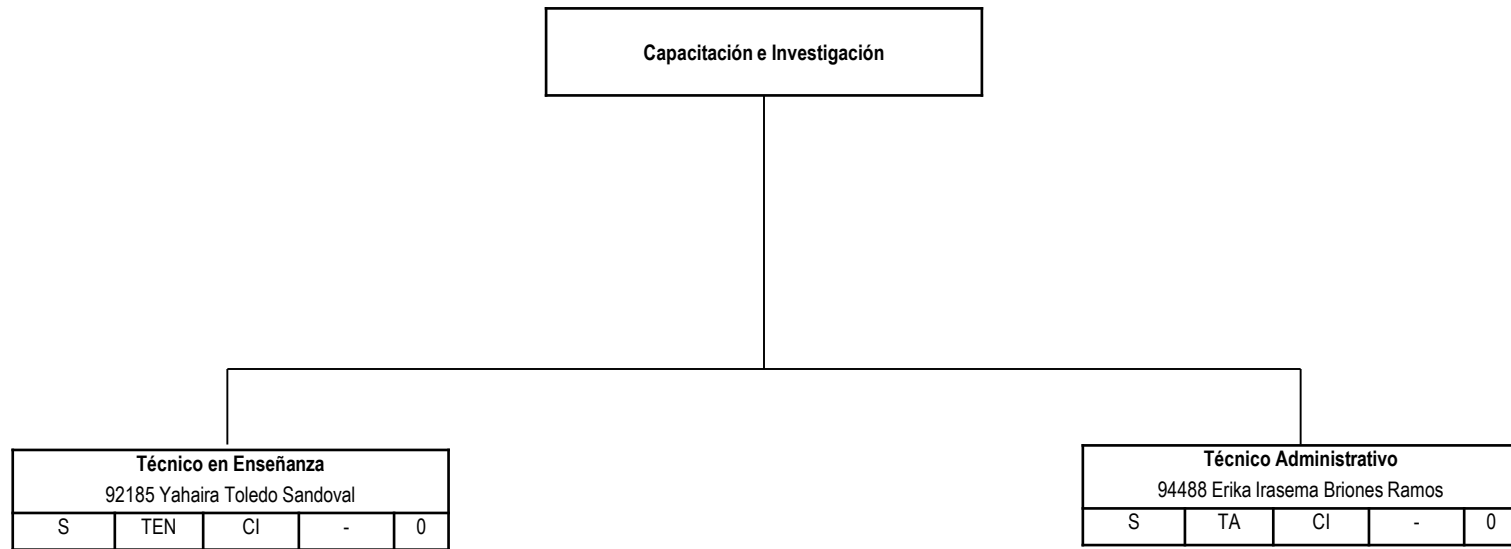 Capacitación e Investigación
Técnico en Enseñanza
92185 Yahaira Toledo Sandoval
S TEN CI - 0
Técnico Administrativo
94488 Erika Irasema Briones Ramos
S TA CI - 0